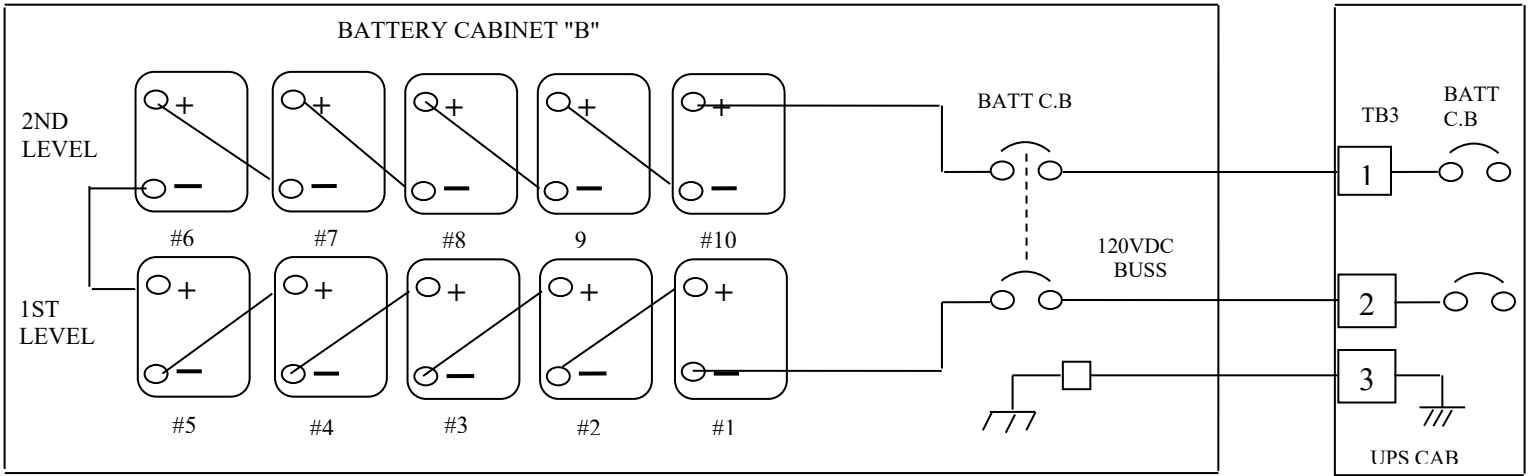 BATTERY CABINET "B"
2ND
LEVEL
+ + + + +
− − − − −
#6 #7 #8 9 #10
1ST
LEVEL
+ + + + +
− − − − −
#5 #4 #3 #2 #1
BATT C.B
120VDC
BUSS
TB3
BATT
C.B
1
2
3
UPS CAB